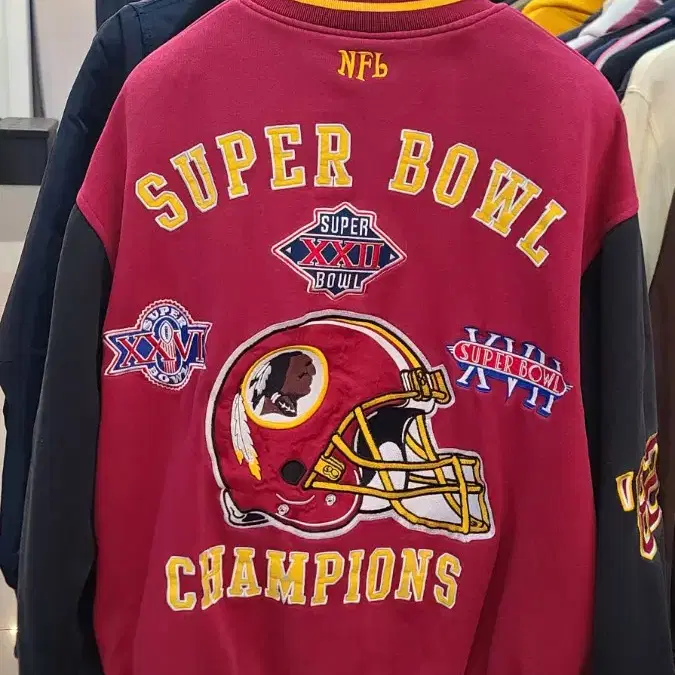 NFL
SUPER BOWL
SUPER
XXII
BOWL
SUPER
XXVI
BOWL
XVII
SUPER BOWL
CHAMPIONS